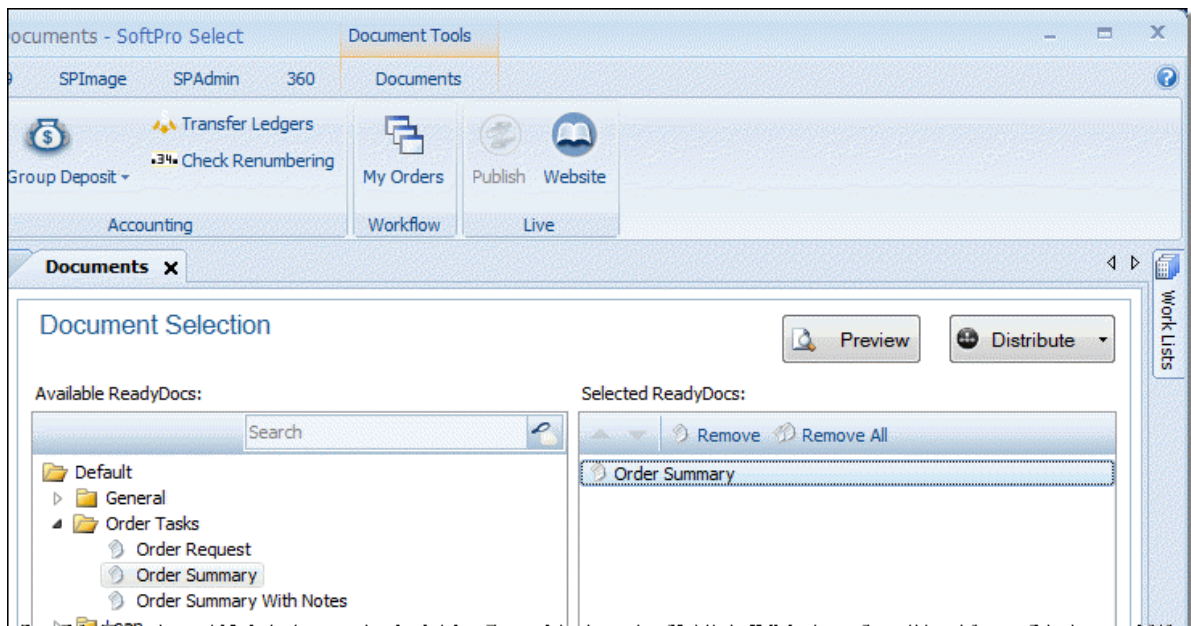 ocuments - SoftPro Select
Document Tools
9 SPImage SPAdmin 360 Documents
Group Deposit
Transfer Ledgers
Check Renumbering
Accounting
My Orders
Workflow
Publish Website
Live
Documents
Work Lists
Document Selection
Preview
Distribute
Available ReadyDocs:
Search
Default
General
Order Tasks
Order Request
Order Summary
Order Summary With Notes
Selected ReadyDocs:
Remove Remove All
Order Summary